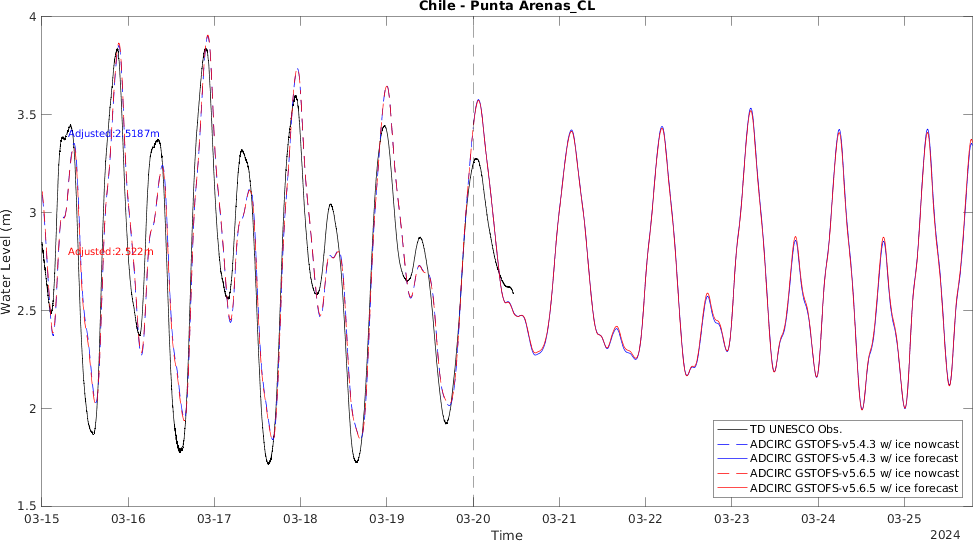 Chile - Punta Arenas_CL
4
3.5
3
2.5
2
1.5
Water Level (m)
Adjusted:2.5187m
Adjusted:2.522m
03-15
03-16
03-17
03-18
03-19
03-20
03-21
03-22
03-23
03-24
03-25
Time
2024
TD UNESCO Obs.
ADCIRC GSTOFS-v5.4.3 w/ ice nowcast
ADCIRC GSTOFS-v5.4.3 w/ ice forecast
ADCIRC GSTOFS-v5.6.5 w/ ice nowcast
ADCIRC GSTOFS-v5.6.5 w/ ice forecast